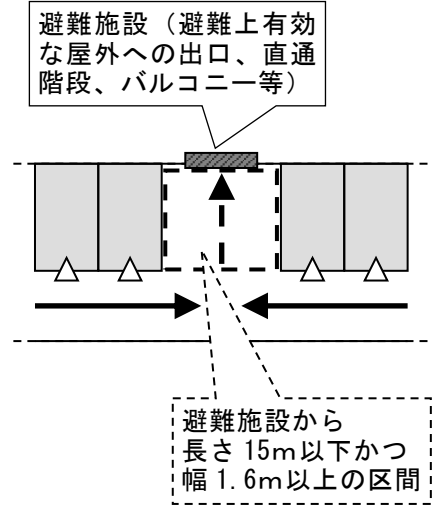 避難施設（避難上有効
な屋外への出口、直通
階段、バルコニー等）
避難施設から
長さ15ｍ以下かつ
幅1.6ｍ以上の区間